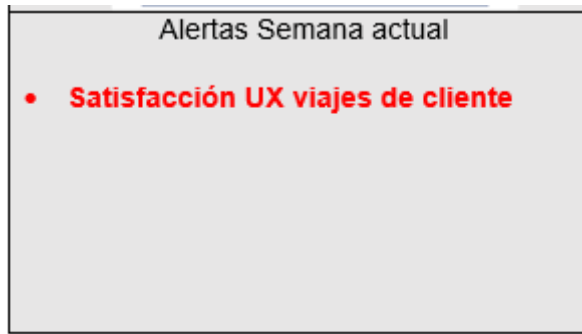 Alertas Semana actual
• Satisfacción UX viajes de cliente